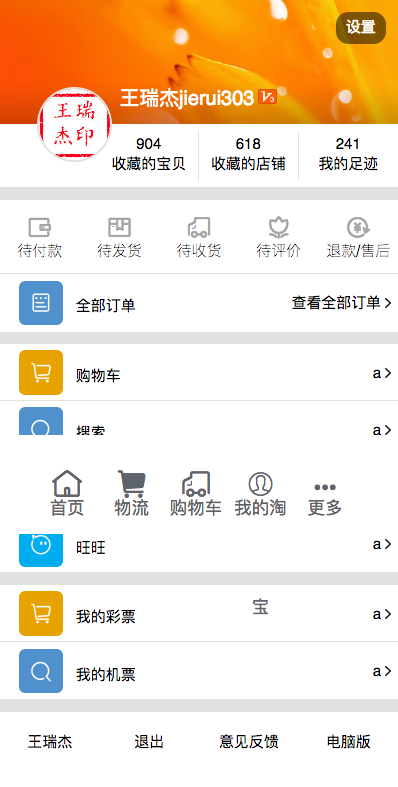 设置
王瑞杰jierui303 V3
王瑞
杰印
904 618 241
收藏的宝贝 收藏的店铺 我的足迹
待付款 待发货 待收货 待评价 退款/售后
全部订单 查看全部订单
购物车 a
搜索 a
首页 物流 购物车 我的淘 更多
旺旺 a
宝
我的彩票 a
我的机票 a
王瑞杰 退出 意见反馈 电脑版